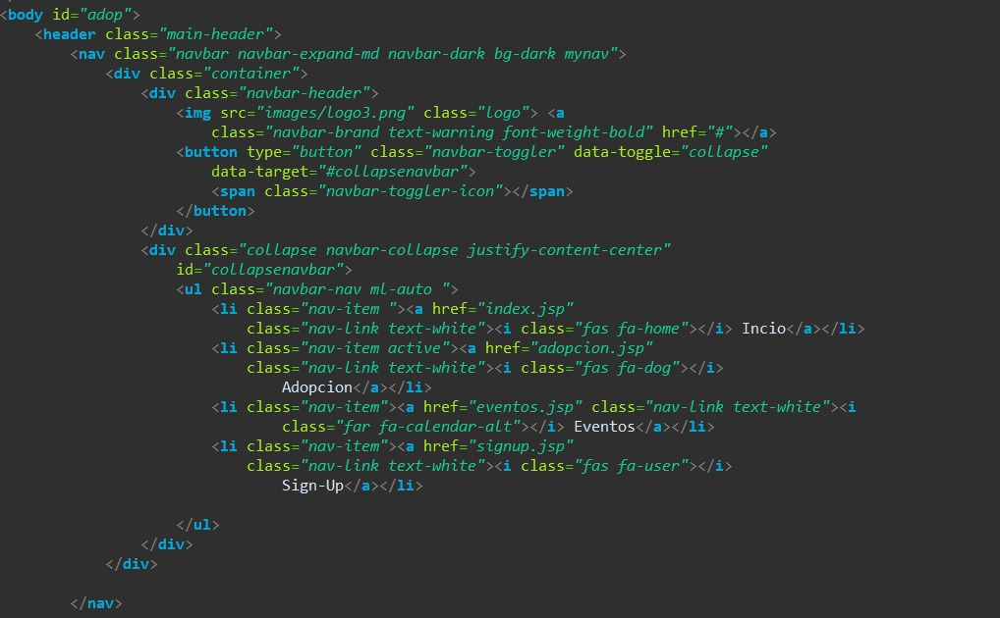 <body id="adop">
<header class="main-header">
<nav class="navbar navbar-expand-md navbar-dark bg-dark mynav">
<div class="container">
<div class="navbar-header">
<img src="images/logo3.png" class="logo"> <a
class="navbar-brand text-warning font-weight-bold" href="#"></a>
<button type="button" class="navbar-toggler" data-toggle="collapse"
data-target="#collapsenavbar">
<span class="navbar-toggler-icon"></span>
</button>
</div>
<div class="collapse navbar-collapse justify-content-center"
id="collapsenavbar">
<ul class="navbar-nav ml-auto ">
<li class="nav-item "><a href="index.jsp"
class="nav-link text-white"><i class="fas fa-home"></i> Incio</a></li>
<li class="nav-item active"><a href="adopcion.jsp"
class="nav-link text-white"><i class="fas fa-dog"></i>
Adopcion</a></li>
<li class="nav-item"><a href="eventos.jsp" class="nav-link text-white"><i
class="far fa-calendar-alt"></i> Eventos</a></li>
<li class="nav-item"><a href="signup.jsp"
class="nav-link text-white"><i class="fas fa-user"></i>
Sign-Up</a></li>
</ul>
</div>
</div>
</nav>